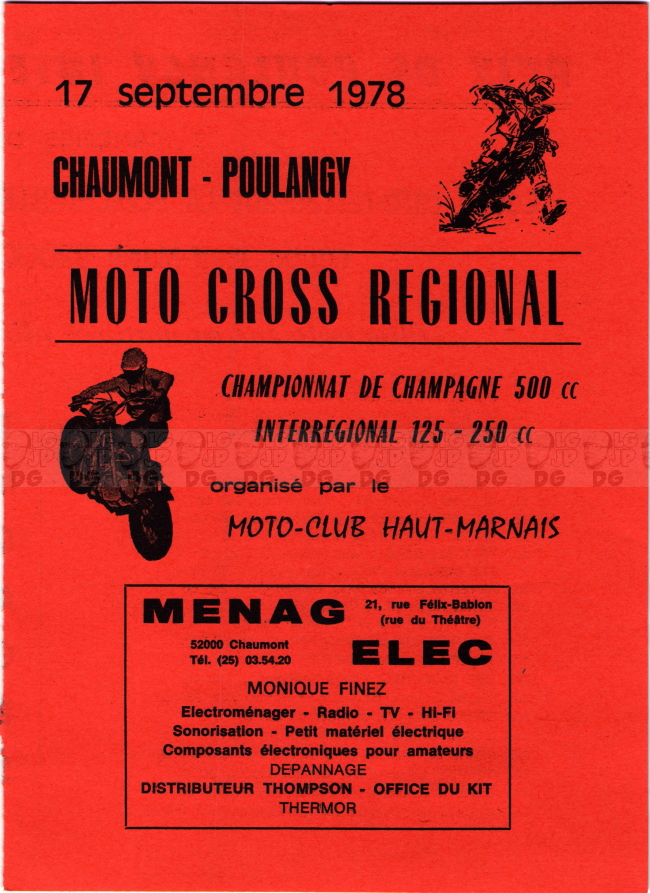 17 septembre 1978
CHAUMONT - POULANGY
MOTO CROSS REGIONAL
CHAMPIONNAT DE CHAMPAGNE 500 cc
INTERREGIONAL 125 - 250 cc
organisé par le
MOTO-CLUB HAUT-MARNAIS
MENAG
21, rue Félix-Bablon
(rue du Théâtre)
52000 Chaumont
Tél. (25) 03.54.20
ELEC
MONIQUE FINEZ
Electroménager - Radio - TV - Hi-Fi
Sonorisation - Petit matériel électrique
Composants électroniques pour amateurs
DEPANNAGE
DISTRIBUTEUR THOMPSON - OFFICE DU KIT
THERMOR